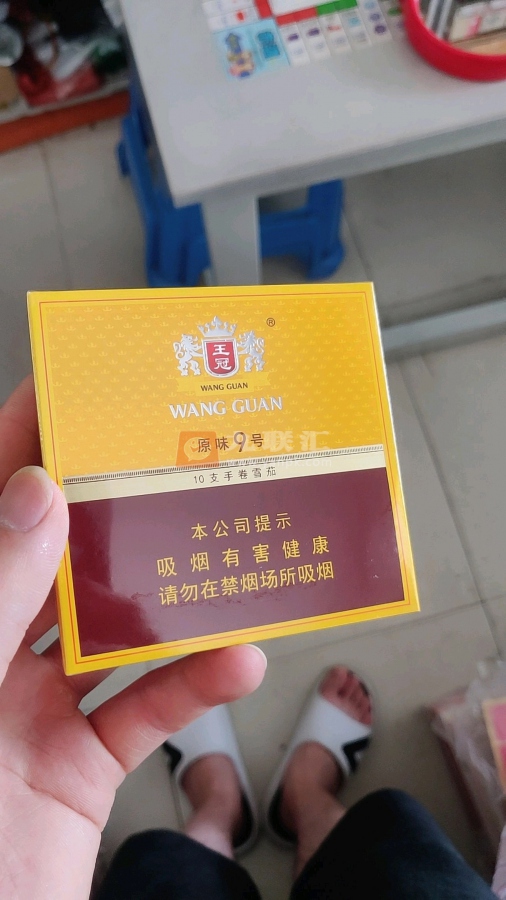 ®
王
冠
WANG GUAN
WANG GUAN
原味9号
10支手卷雪茄
本公司提示
吸烟有害健康
请勿在禁烟场所吸烟